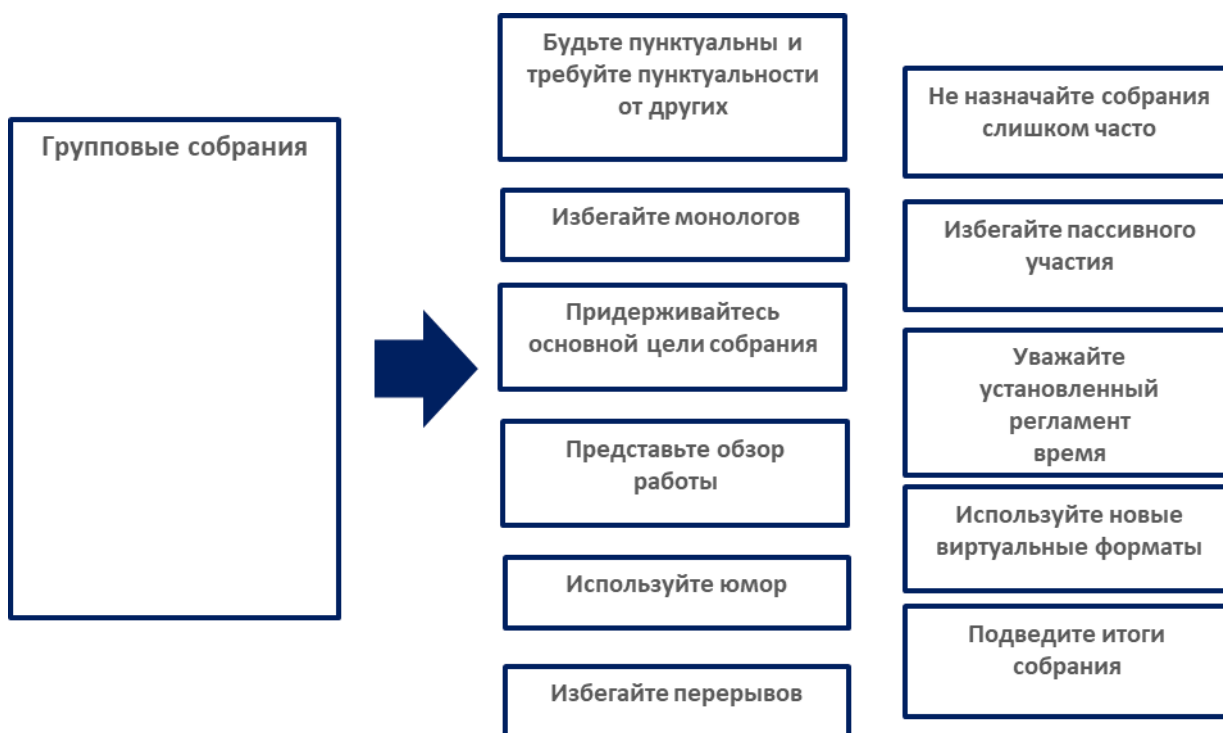 Групповые собрания
Будьте пунктуальны и
требуйте пунктуальности
от других
Избегайте монологов
Придерживайтесь
основной цели собрания
Представьте обзор
работы
Используйте юмор
Избегайте перерывов
Не назначайте собрания
слишком часто
Избегайте пассивного
участия
Уважайте
установленный
регламент
время
Используйте новые
виртуальные форматы
Подведите итоги
собрания